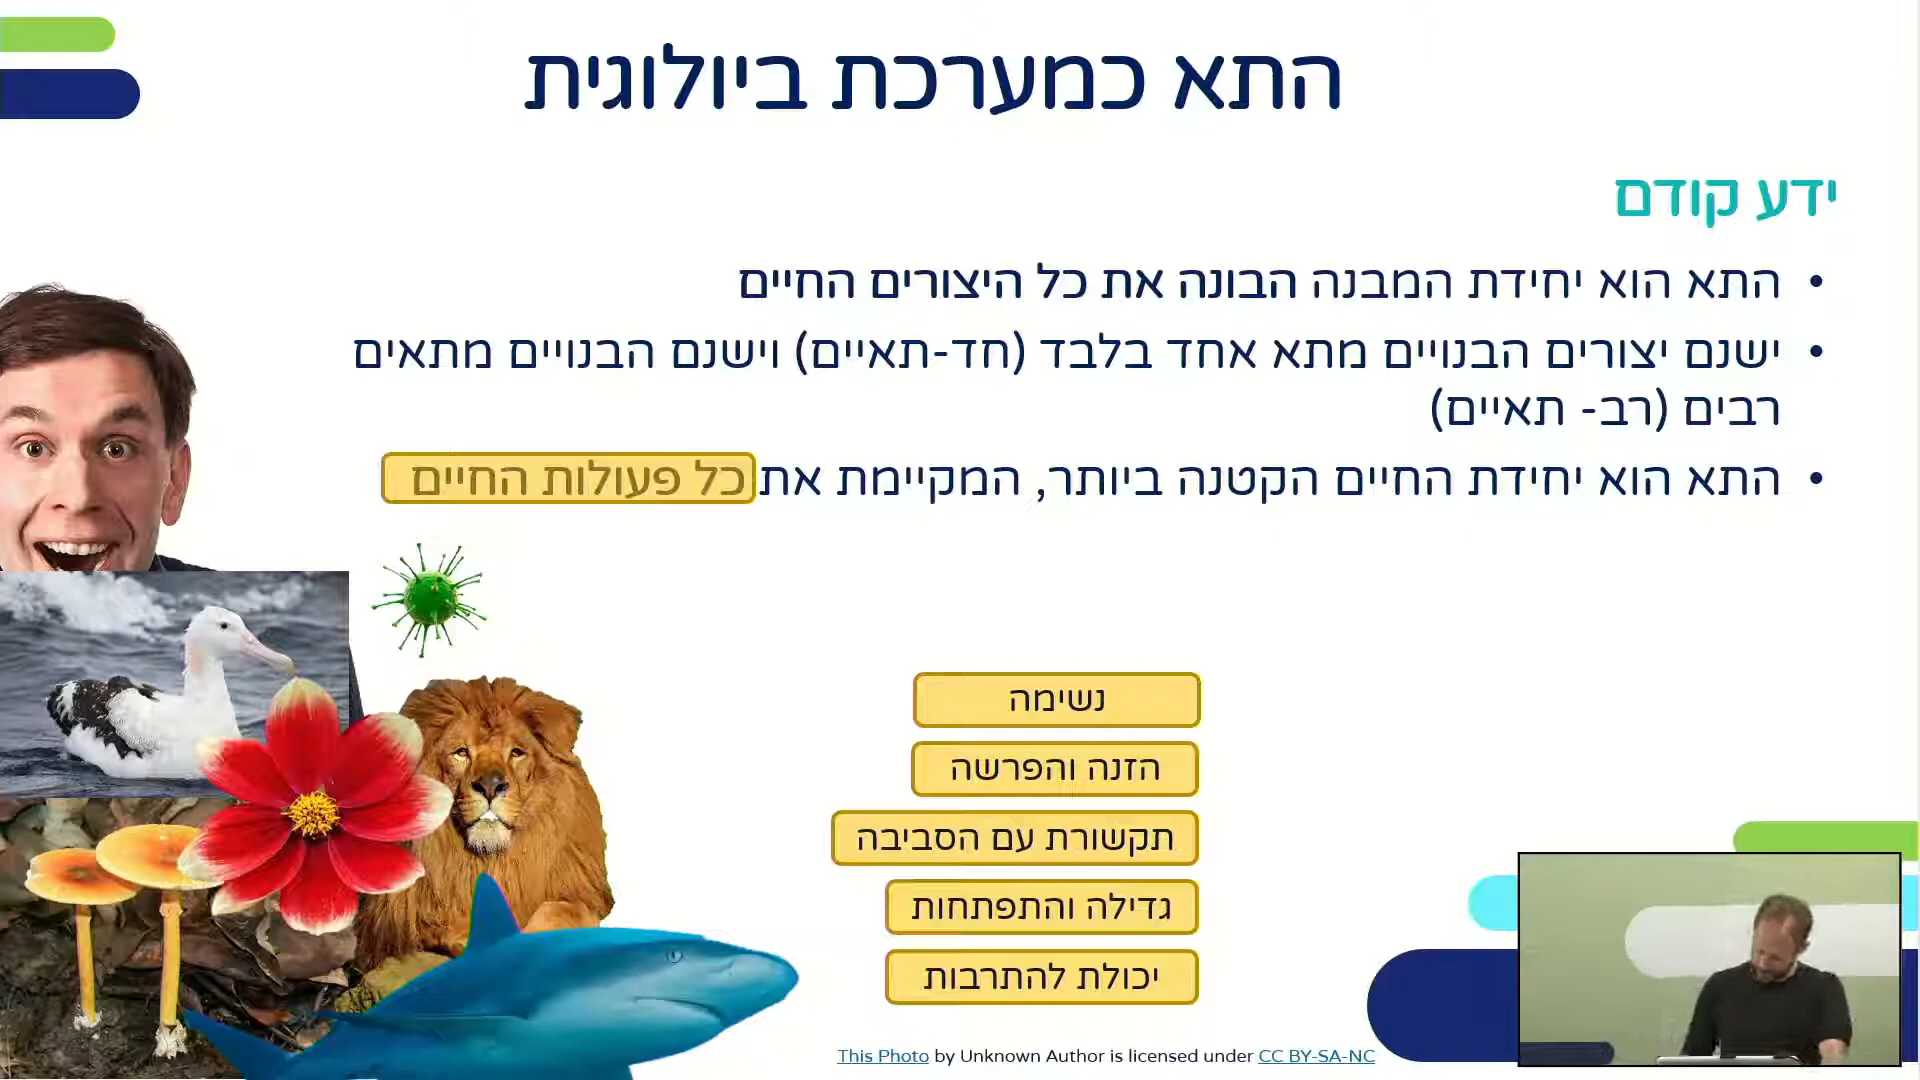 התא כמערכת ביולוגית
ידע קודם
• התא הוא יחידת המבנה הבונה את כל היצורים החיים
• ישנם יצורים הבנויים מתא אחד בלבד (חד-תאיים) וישנם הבנויים מתאים
רבים (רב- תאיים)
• התא הוא יחידת החיים הקטנה ביותר, המקיימת את כל פעולות החיים
נשימה
הזנה והפרשה
תקשורת עם הסביבה
גדילה והתפתחות
יכולת להתרבות
This Photo by Unknown Author is licensed under CC BY-SA-NC